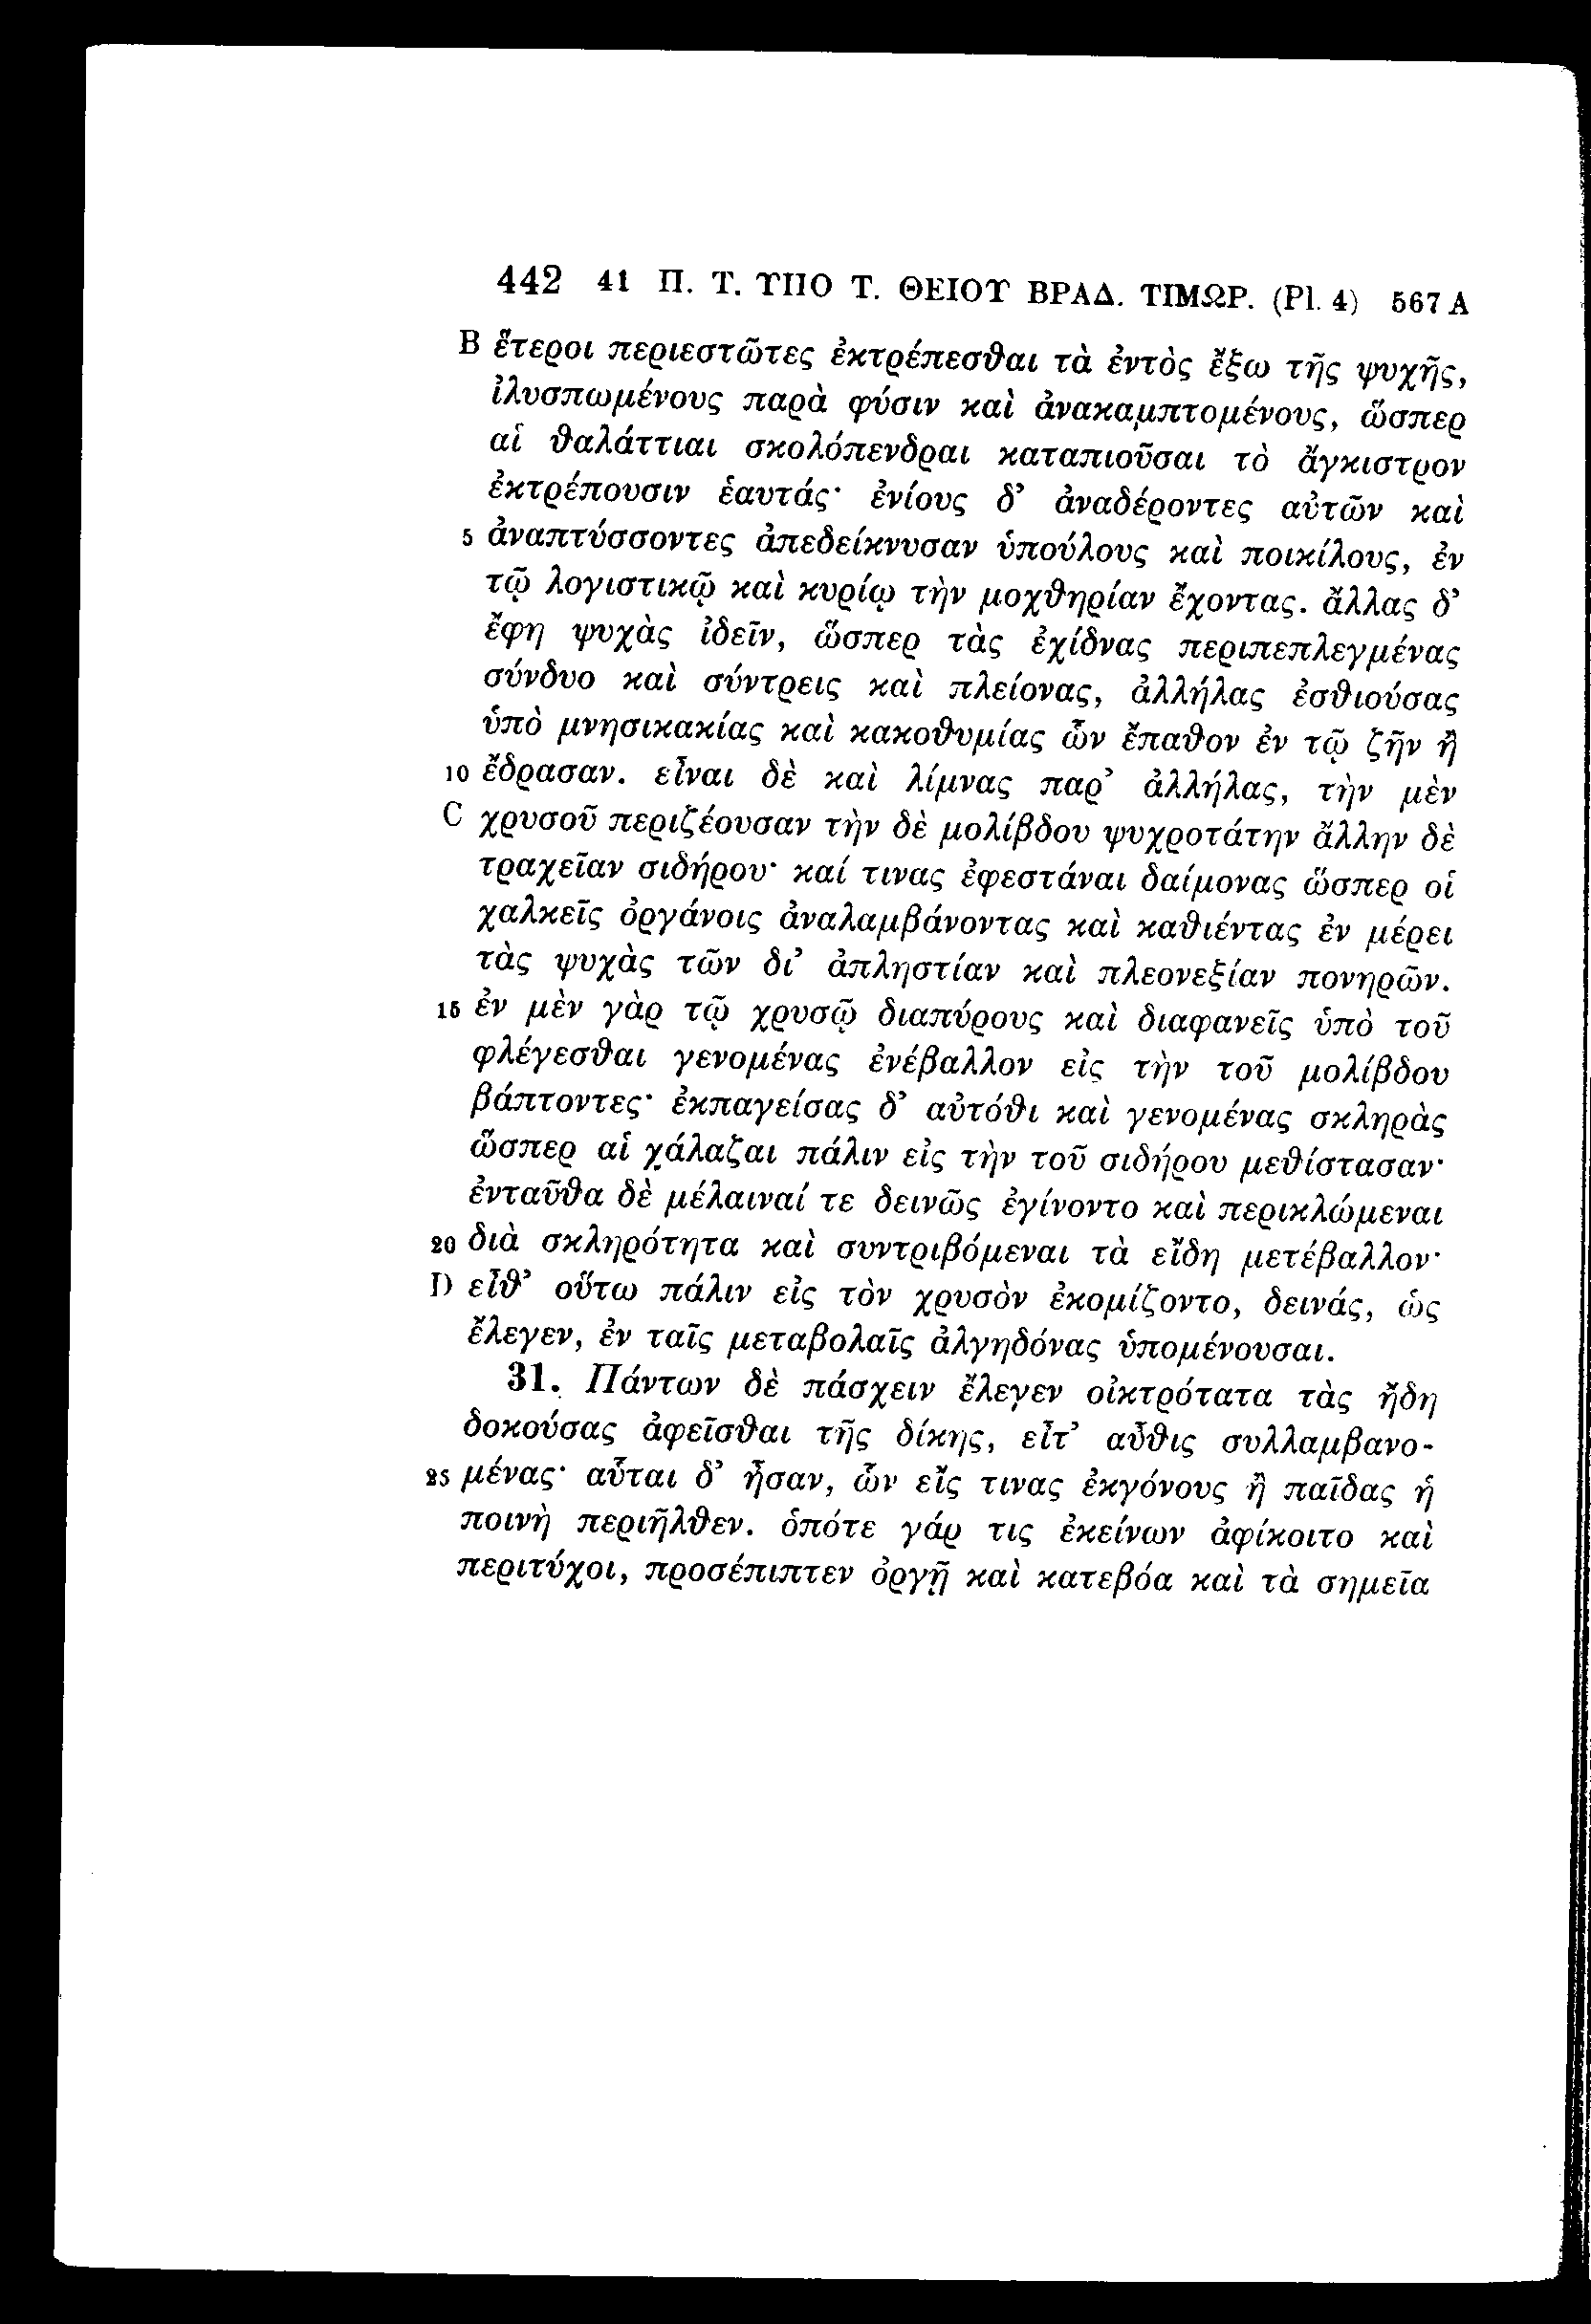 442 41 Π. Τ. ΥΠΟ Τ. ΘΕΙΟΥ ΒΡΑΔ. ΤΙΜΩΡ. (Pl. 4) 567 A
B ἕτεροι περιεστῶτες ἐκτρέπεσθαι τὰ ἐντὸς ἔξω τῆς ψυχῆς,
ἰλυσπωμένους παρὰ φύσιν καὶ ἀνακαμπτομένους, ὥσπερ
αἱ θαλάττιαι σκολόπενδραι καταπιοῦσαι τὸ ἄγκιστρον
ἐκτρέπουσιν ἑαυτάς· ἐνίους δ’ ἀναδέροντες αὐτῶν καὶ
5 ἀναπτύσσοντες ἀπεδείκνυσαν ὑπούλους καὶ ποικίλους, ἐν
τῷ λογιστικῷ καὶ κυρίῳ τὴν μοχθηρίαν ἔχοντας. ἄλλας δ’
ἔφη ψυχὰς ἰδεῖν, ὥσπερ τὰς ἐχίδνας περιπεπλεγμένας
σύνδυο καὶ σύντρεις καὶ πλείονας, ἀλλήλας ἐσθιούσας
ὑπὸ μνησικακίας καὶ κακοθυμίας ὧν ἔπαθον ἐν τῷ ζῆν ἢ
10 ἔδρασαν. εἶναι δὲ καὶ λίμνας παρ’ ἀλλήλας, τὴν μὲν
C χρυσοῦ περιζέουσαν τὴν δὲ μολίβδου ψυχροτάτην ἄλλην δὲ
τραχεῖαν σιδήρου· καί τινας ἐφεστάναι δαίμονας ὥσπερ οἱ
χαλκεῖς ὀργάνοις ἀναλαμβάνοντας καὶ καθιέντας ἐν μέρει
τὰς ψυχὰς τῶν δι’ ἀπληστίαν καὶ πλεονεξίαν πονηρῶν.
15 ἐν μὲν γὰρ τῷ χρυσῷ διαπύρους καὶ διαφανεῖς ὑπὸ τοῦ
φλέγεσθαι γενομένας ἐνέβαλλον εἰς τὴν τοῦ μολίβδου
βάπτοντες· ἐκπαγείσας δ’ αὐτόθι καὶ γενομένας σκληρὰς
ὥσπερ αἱ χάλαζαι πάλιν εἰς τὴν τοῦ σιδήρου μεθίστασαν·
ἐνταῦθα δὲ μέλαιναί τε δεινῶς ἐγίνοντο καὶ περικλώμεναι
20 διὰ σκληρότητα καὶ συντριβόμεναι τὰ εἴδη μετέβαλλον·
D εἶθ’ οὕτω πάλιν εἰς τὸν χρυσὸν ἐκομίζοντο, δεινάς, ὡς
ἔλεγεν, ἐν ταῖς μεταβολαῖς ἀλγηδόνας ὑπομένουσαι.
31. Πάντων δὲ πάσχειν ἔλεγεν οἰκτρότατα τὰς ἤδη
δοκούσας ἀφεῖσθαι τῆς δίκης, εἶτ’ αὖθις συλλαμβανο-
25 μένας· αὗται δ’ ἦσαν, ὧν εἴς τινας ἐκγόνους ἢ παῖδας ἡ
ποινὴ περιῆλθεν. ὁπότε γάρ τις ἐκείνων ἀφίκοιτο καὶ
περιτύχοι, προσέπιπτεν ὀργῇ καὶ κατεβόα καὶ τὰ σημεῖα